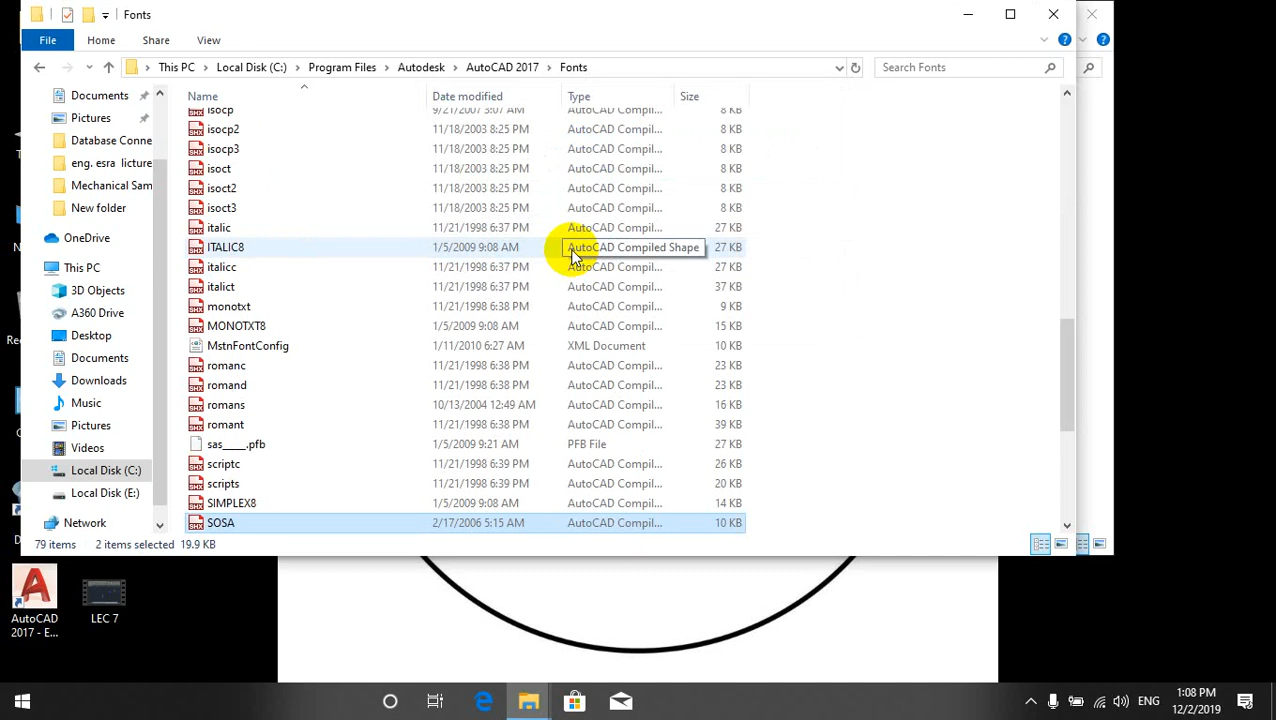 Fonts
File Home Share View
This PC Local Disk (C:) Program Files Autodesk AutoCAD 2017 Fonts Search Fonts
Name Date modified Type Size
Documents
Pictures
Database Conne
eng. esra licture
Mechanical Sam
New folder
OneDrive
This PC
3D Objects
A360 Drive
Desktop
Documents
Downloads
Music
Pictures
Videos
Local Disk (C:)
Local Disk (E:)
Network
isocp 9/21/2007 3:07 AM AutoCAD Compil... 8 KB
isocp2 11/18/2003 8:25 PM AutoCAD Compil... 8 KB
isocp3 11/18/2003 8:25 PM AutoCAD Compil... 8 KB
isoct 11/18/2003 8:25 PM AutoCAD Compil... 8 KB
isoct2 11/18/2003 8:25 PM AutoCAD Compil... 8 KB
isoct3 11/18/2003 8:25 PM AutoCAD Compil... 8 KB
italic 11/21/1998 6:37 PM AutoCAD Compil... 27 KB
ITALIC8 1/5/2009 9:08 AM AutoCAD Compiled Shape 27 KB
italicc 11/21/1998 6:37 PM AutoCAD Compil... 27 KB
italict 11/21/1998 6:37 PM AutoCAD Compil... 37 KB
monotxt 11/21/1998 6:38 PM AutoCAD Compil... 9 KB
MONOTXT8 1/5/2009 9:08 AM AutoCAD Compil... 15 KB
MstnFontConfig 1/11/2010 6:27 AM XML Document 10 KB
romanc 11/21/1998 6:38 PM AutoCAD Compil... 23 KB
romand 11/21/1998 6:38 PM AutoCAD Compil... 23 KB
romans 10/13/2004 12:49 AM AutoCAD Compil... 16 KB
romant 11/21/1998 6:38 PM AutoCAD Compil... 39 KB
sas____.pfb 1/5/2009 9:21 AM PFB File 27 KB
scriptc 11/21/1998 6:39 PM AutoCAD Compil... 26 KB
scripts 11/21/1998 6:39 PM AutoCAD Compil... 20 KB
SIMPLEX8 1/5/2009 9:08 AM AutoCAD Compil... 14 KB
SOSA 2/17/2006 5:15 AM AutoCAD Compil... 10 KB
79 items 2 items selected 19.9 KB
AutoCAD
2017 - E...
LEC 7
ENG
1:08 PM
12/2/2019